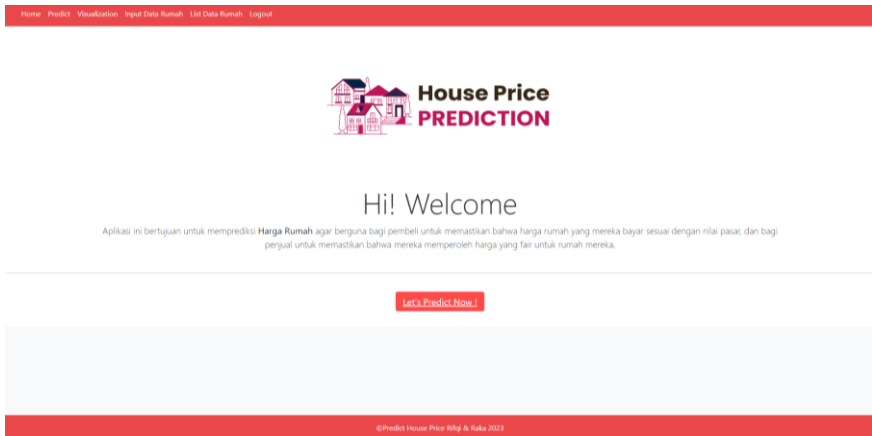 Home Predict Visualization Input Data Rumah List Data Rumah Logout
House Price
PREDICTION
Hi! Welcome
Aplikasi ini bertujuan untuk memprediksi Harga Rumah agar berguna bagi pembeli untuk memastikan bahwa harga rumah yang mereka bayar sesuai dengan nilai pasar, dan bagi
penjual untuk memastikan bahwa mereka memperoleh harga yang fair untuk rumah mereka.
Let's Predict Now !
©Predict House Price Rifqi & Raka 2023